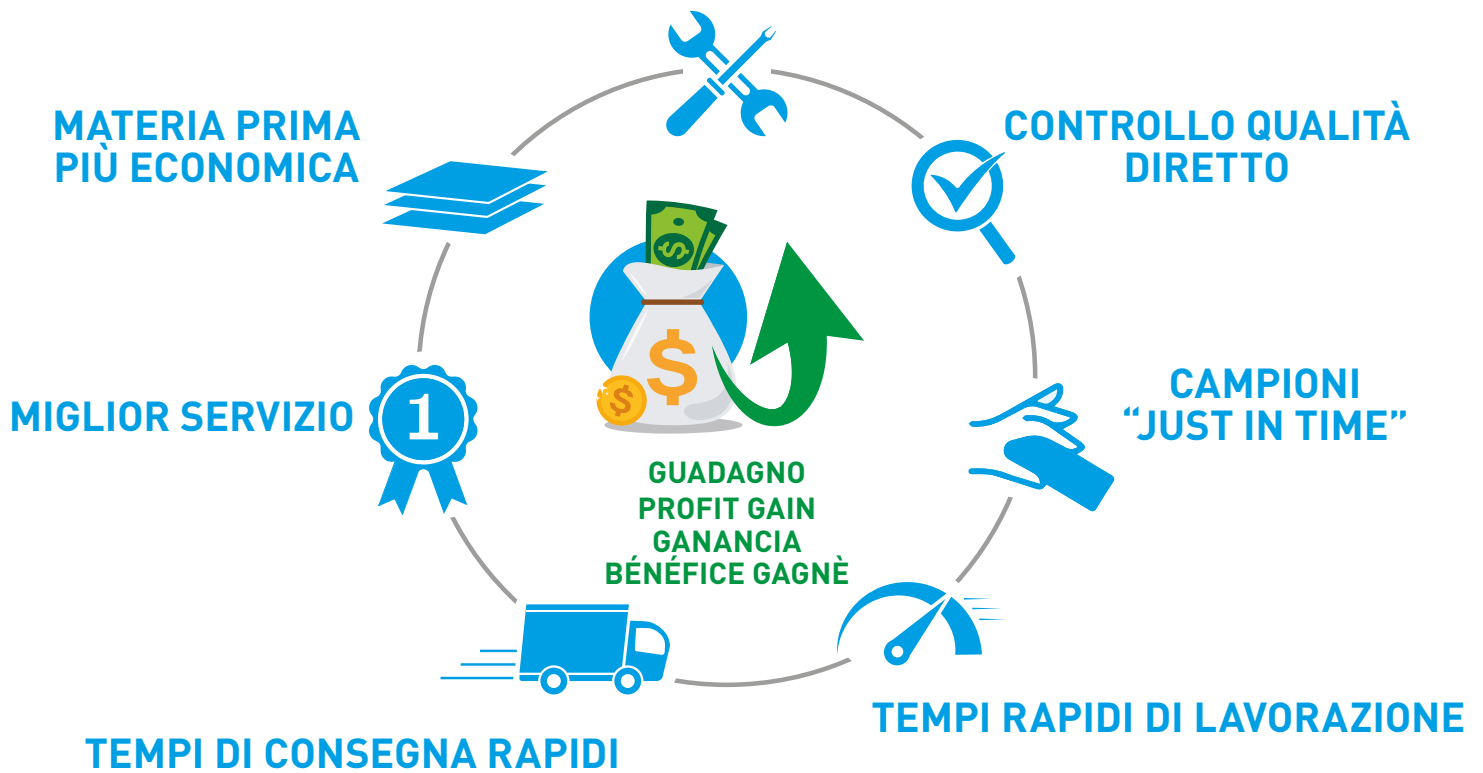 MATERIA PRIMA
PIÙ ECONOMICA
CONTROLLO QUALITÀ
DIRETTO
$
$
$
MIGLIOR SERVIZIO
1
CAMPIONI
“JUST IN TIME”
GUADAGNO
PROFIT GAIN
GANANCIA
BÉNÉFICE GAGNÈ
TEMPI RAPIDI DI LAVORAZIONE
TEMPI DI CONSEGNA RAPIDI